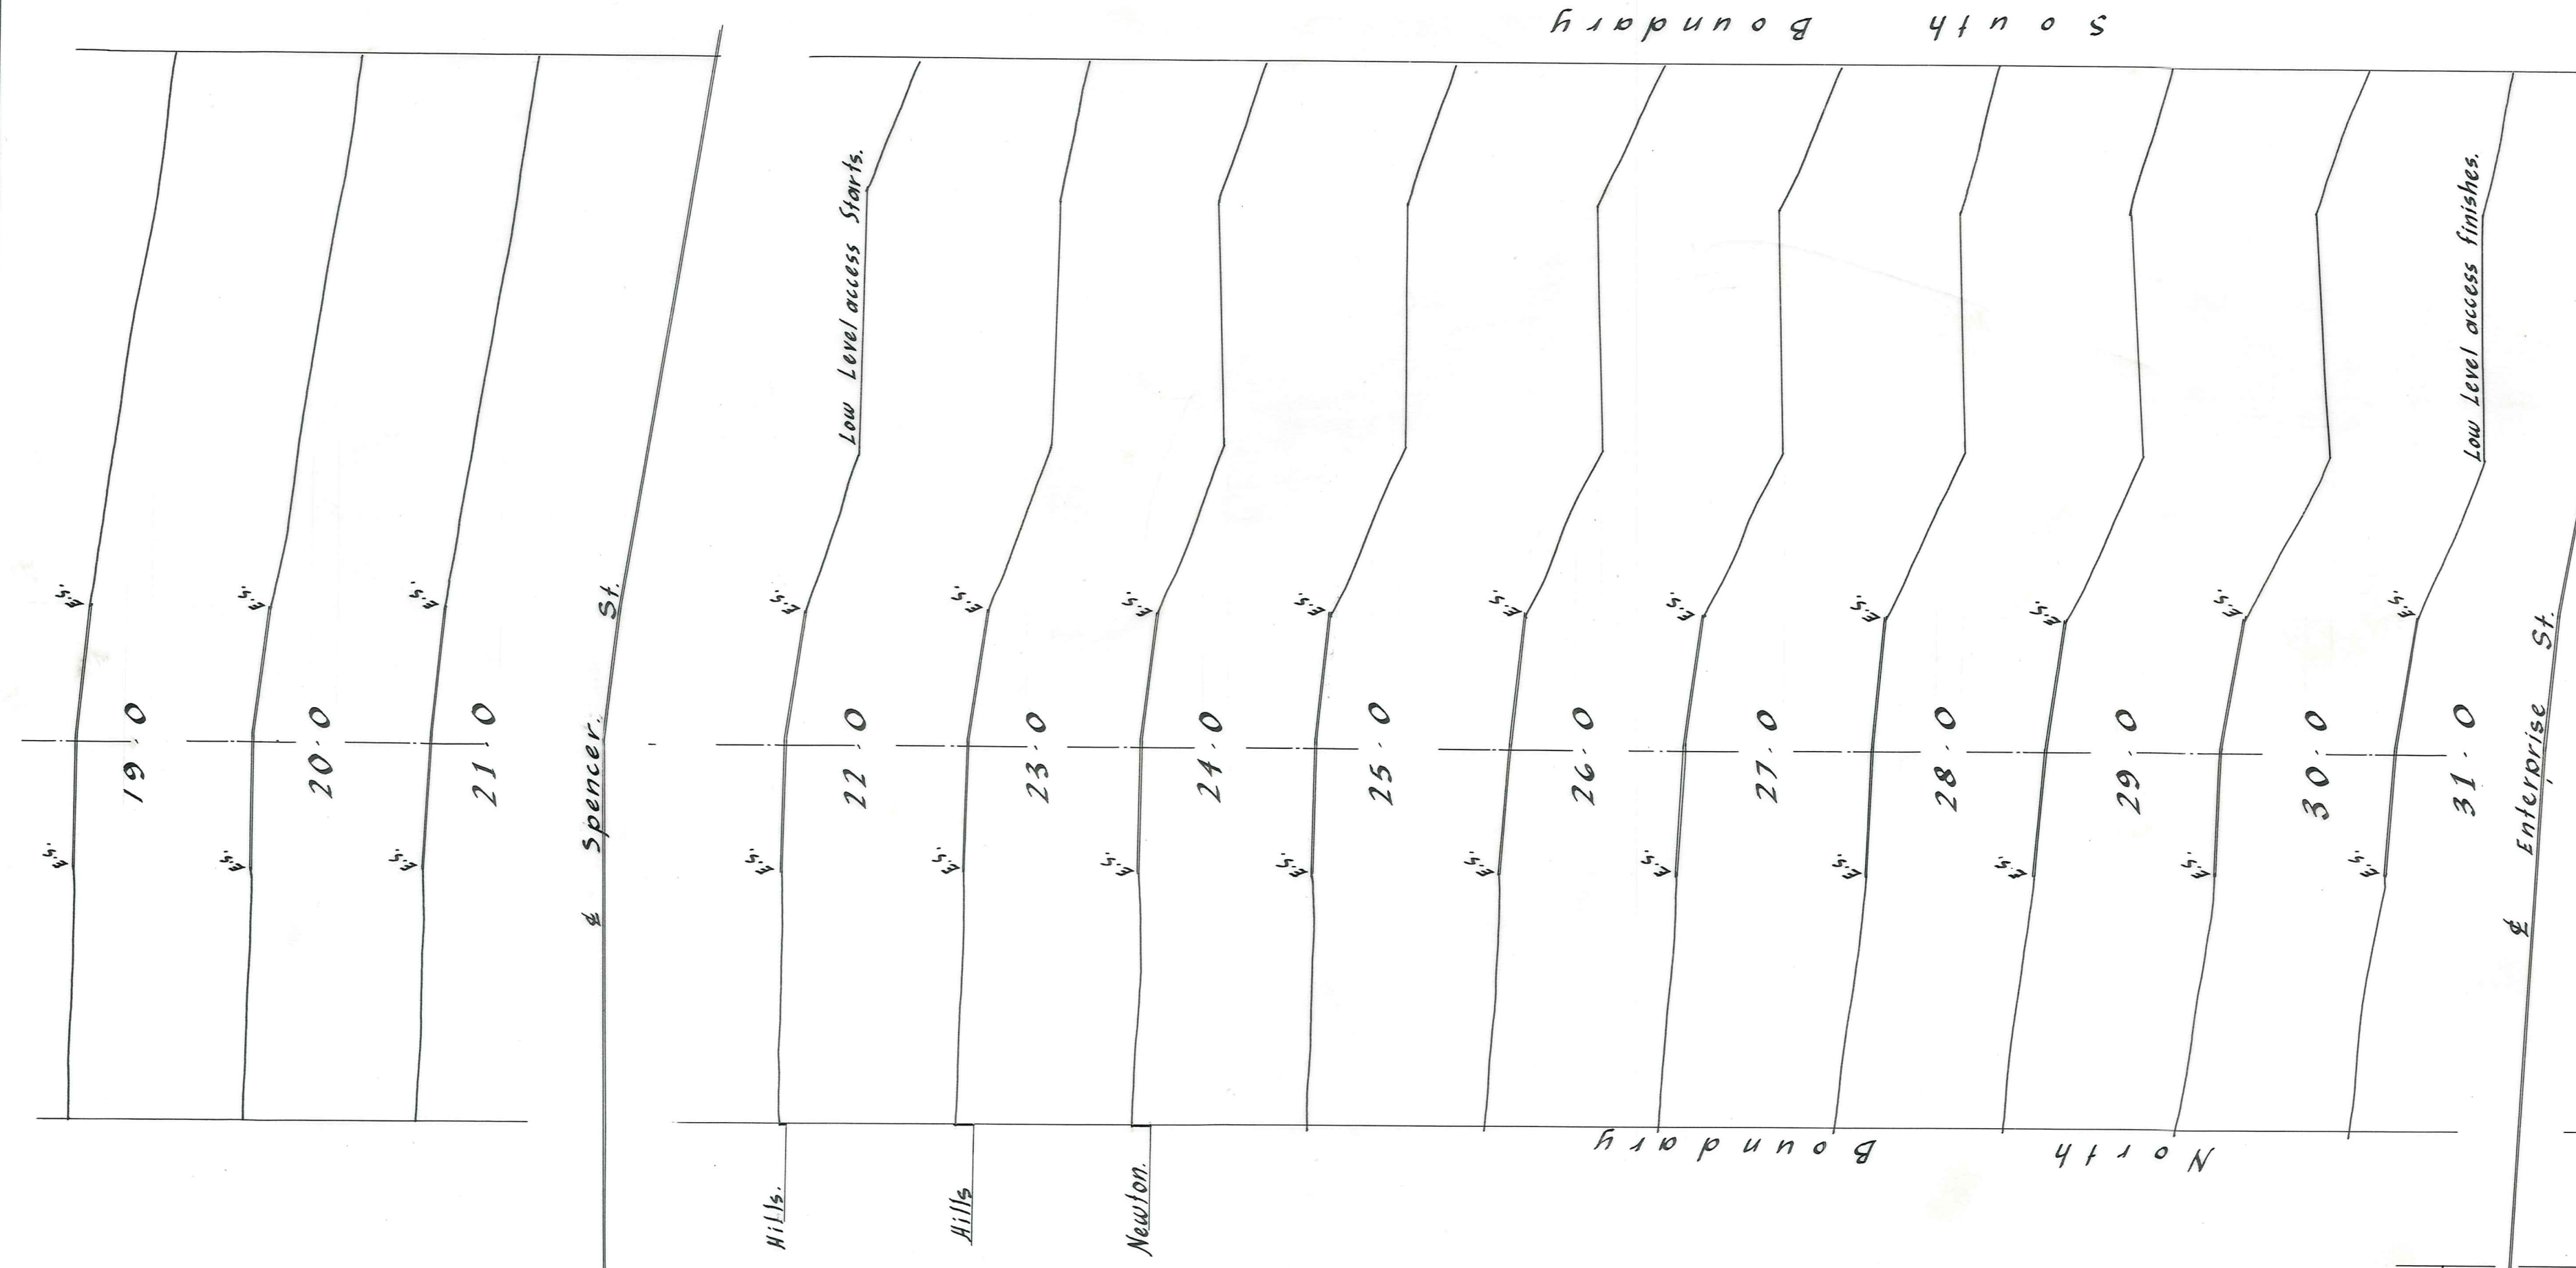 South Boundary
Low Level access Starts.
Low Level access finishes.
E.S.
E.S.
E.S.
E.S.
E.S.
E.S.
E.S.
E.S.
E.S.
E.S.
E.S.
E.S.
E.S.
19.0
20.0
21.0
℄ Spencer. St.
22.0
23.0
24.0
25.0
26.0
27.0
28.0
29.0
30.0
31.0
℄ Enterprise St.
E.S.
E.S.
E.S.
E.S.
E.S.
E.S.
E.S.
E.S.
E.S.
E.S.
E.S.
E.S.
E.S.
North Boundary
Hills.
Hills
Newton.